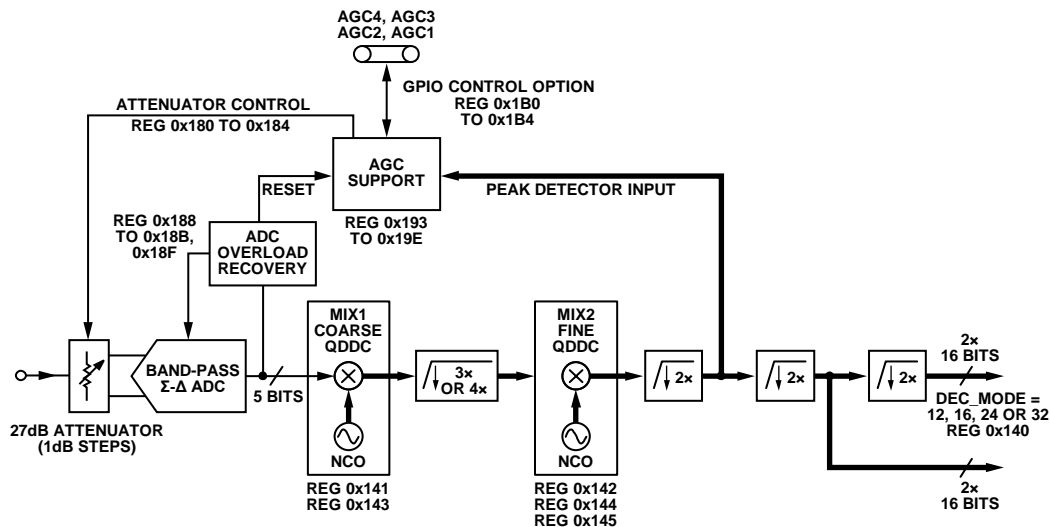 AGC4, AGC3
AGC2, AGC1
GPIO CONTROL OPTION
REG 0x1B0
TO 0x1B4
ATTENUATOR CONTROL
REG 0x180 TO 0x184
AGC
SUPPORT
RESET
PEAK DETECTOR INPUT
REG 0x188
TO 0x18B,
0x18F
ADC
OVERLOAD
RECOVERY
REG 0x193
TO 0x19E
MIX1
COARSE
QDDC
MIX2
FINE
QDDC
BAND-PASS
Σ-Δ ADC
5 BITS
3×
OR 4×
2×
2×
2×
2×
16 BITS
DEC_MODE =
12, 16, 24 OR 32
REG 0x140
27dB ATTENUATOR
(1dB STEPS)
NCO
NCO
REG 0x141
REG 0x143
REG 0x142
REG 0x144
REG 0x145
2×
16 BITS